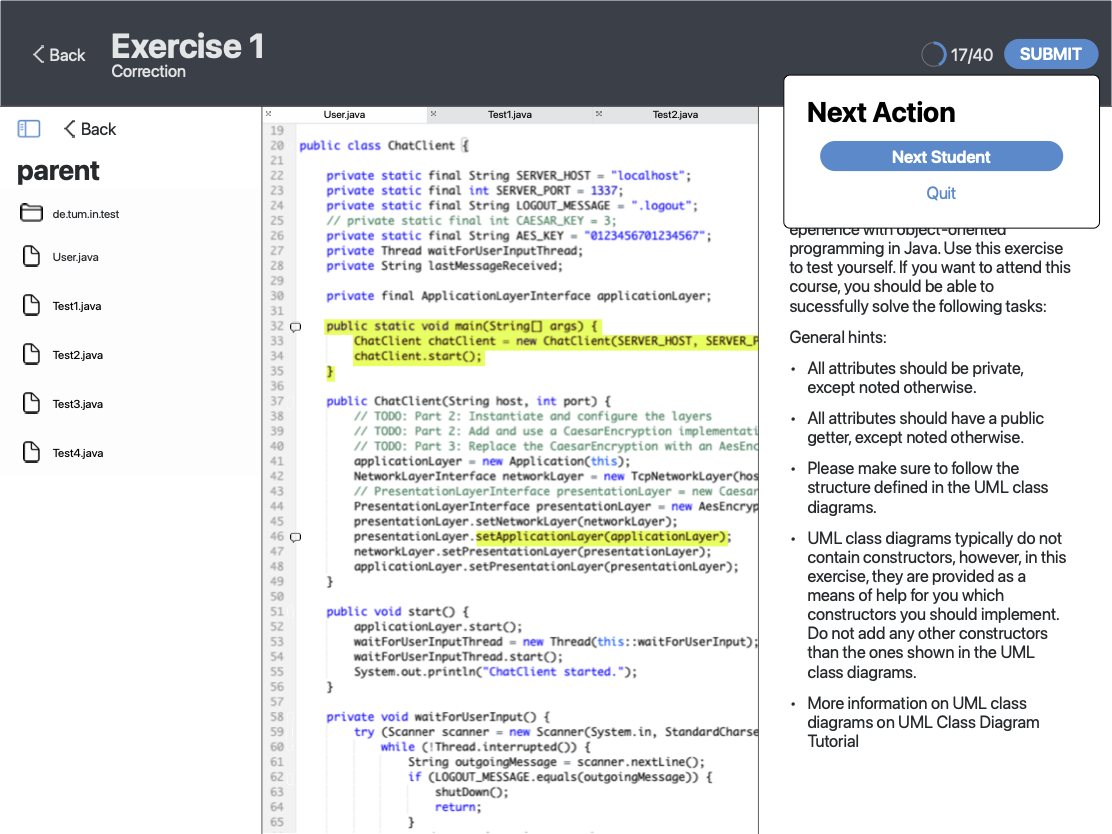 Back
Exercise 1
Correction
17/40
SUBMIT
Back
parent
de.tum.in.test
User.java
Test1.java
Test2.java
Test3.java
Test4.java
× User.java
× Test1.java
× Test2.java
19
20 public class ChatClient {
21
22 private static final String SERVER_HOST = "localhost";
23 private static final int SERVER_PORT = 1337;
24 private static final String LOGOUT_MESSAGE = ".logout";
25 // private static final int CAESAR_KEY = 3;
26 private static final String AES_KEY = "0123456701234567";
27 private Thread waitForUserInputThread;
28 private String lastMessageReceived;
29
30 private final ApplicationLayerInterface applicationLayer;
31
32 public static void main(String[] args) {
33 ChatClient chatClient = new ChatClient(SERVER_HOST, SERVER_P
34 chatClient.start();
35 }
36
37 public ChatClient(String host, int port) {
38 // TODO: Part 2: Instantiate and configure the layers
39 // TODO: Part 2: Add and use a CaesarEncryption implementati
40 // TODO: Part 3: Replace the CaesarEncryption with an AesEnc
41 applicationLayer = new Application(this);
42 NetworkLayerInterface networkLayer = new TcpNetworkLayer(hos
43 // PresentationLayerInterface presentationLayer = new Caesar
44 PresentationLayerInterface presentationLayer = new AesEncryp
45 presentationLayer.setNetworkLayer(networkLayer);
46 presentationLayer.setApplicationLayer(applicationLayer);
47 networkLayer.setPresentationLayer(presentationLayer);
48 applicationLayer.setPresentationLayer(presentationLayer);
49 }
50
51 public void start() {
52 applicationLayer.start();
53 waitForUserInputThread = new Thread(this::waitForUserInput);
54 waitForUserInputThread.start();
55 System.out.println("ChatClient started.");
56 }
57
58 private void waitForUserInput() {
59 try (Scanner scanner = new Scanner(System.in, StandardCharse
60 while (!Thread.interrupted()) {
61 String outgoingMessage = scanner.nextLine();
62 if (LOGOUT_MESSAGE.equals(outgoingMessage)) {
63 shutDown();
64 return;
65 }
Next Action
Next Student
Quit
eperience with object-oriented
programming in Java. Use this exercise
to test yourself. If you want to attend this
course, you should be able to
sucessfully solve the following tasks:
General hints:
• All attributes should be private,
except noted otherwise.
• All attributes should have a public
getter, except noted otherwise.
• Please make sure to follow the
structure defined in the UML class
diagrams.
• UML class diagrams typically do not
contain constructors, however, in this
exercise, they are provided as a
means of help for you which
constructors you should implement.
Do not add any other constructors
than the ones shown in the UML
class diagrams.
• More information on UML class
diagrams on UML Class Diagram
Tutorial